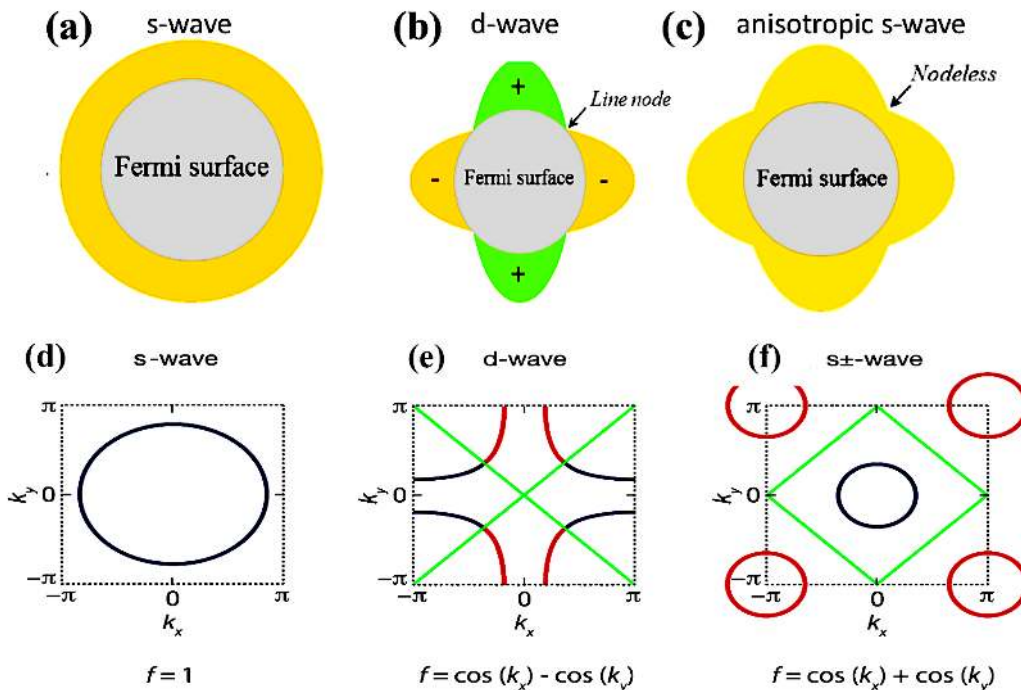 (a) s-wave
(b) d-wave
(c) anisotropic s-wave
Line node
Nodeless
+
Fermi surface
- Fermi surface -
Fermi surface
+
(d) s-wave
(e) d-wave
(f) s±-wave
π
π
π
k_y 0
k_y 0
k_y 0
-π
-π
-π
-π 0 π
-π 0 π
-π 0 π
k_x
k_x
k_x
f = 1
f = cos (k_x) - cos (k_y)
f = cos (k_x) + cos (k_y)